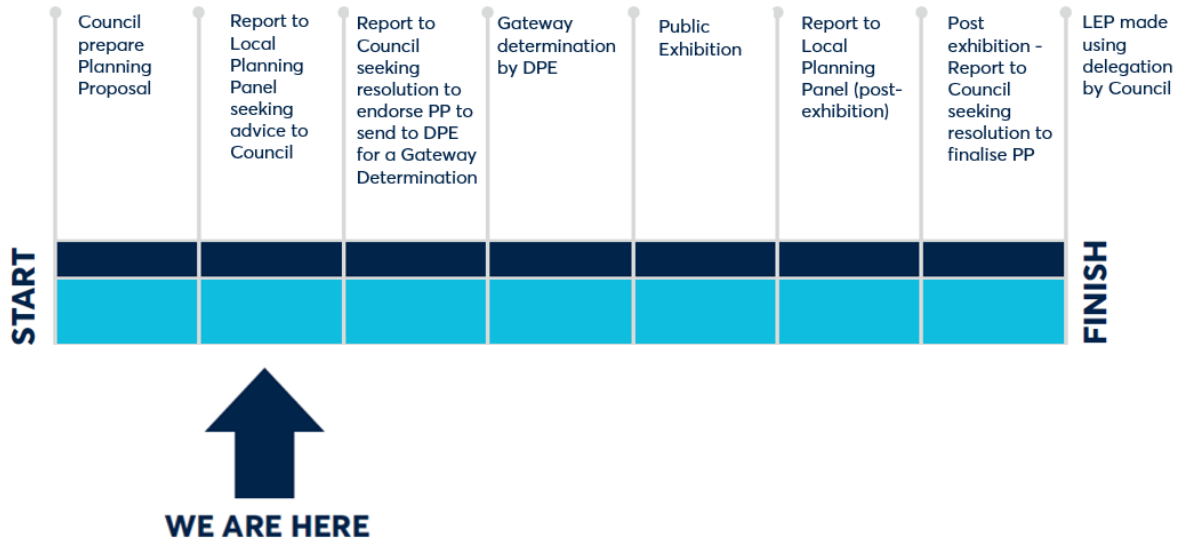 Council
prepare
Planning
Proposal
Report to
Local
Planning
Panel
seeking
advice to
Council
Report to
Council
seeking
resolution to
endorse PP to
send to DPE
for a Gateway
Determination
Gateway
determination
by DPE
Public
Exhibition
Report to
Local
Planning
Panel (post-
exhibition)
Post
exhibition -
Report to
Council
seeking
resolution to
finalise PP
LEP made
using
delegation
by Council
START
FINISH
WE ARE HERE